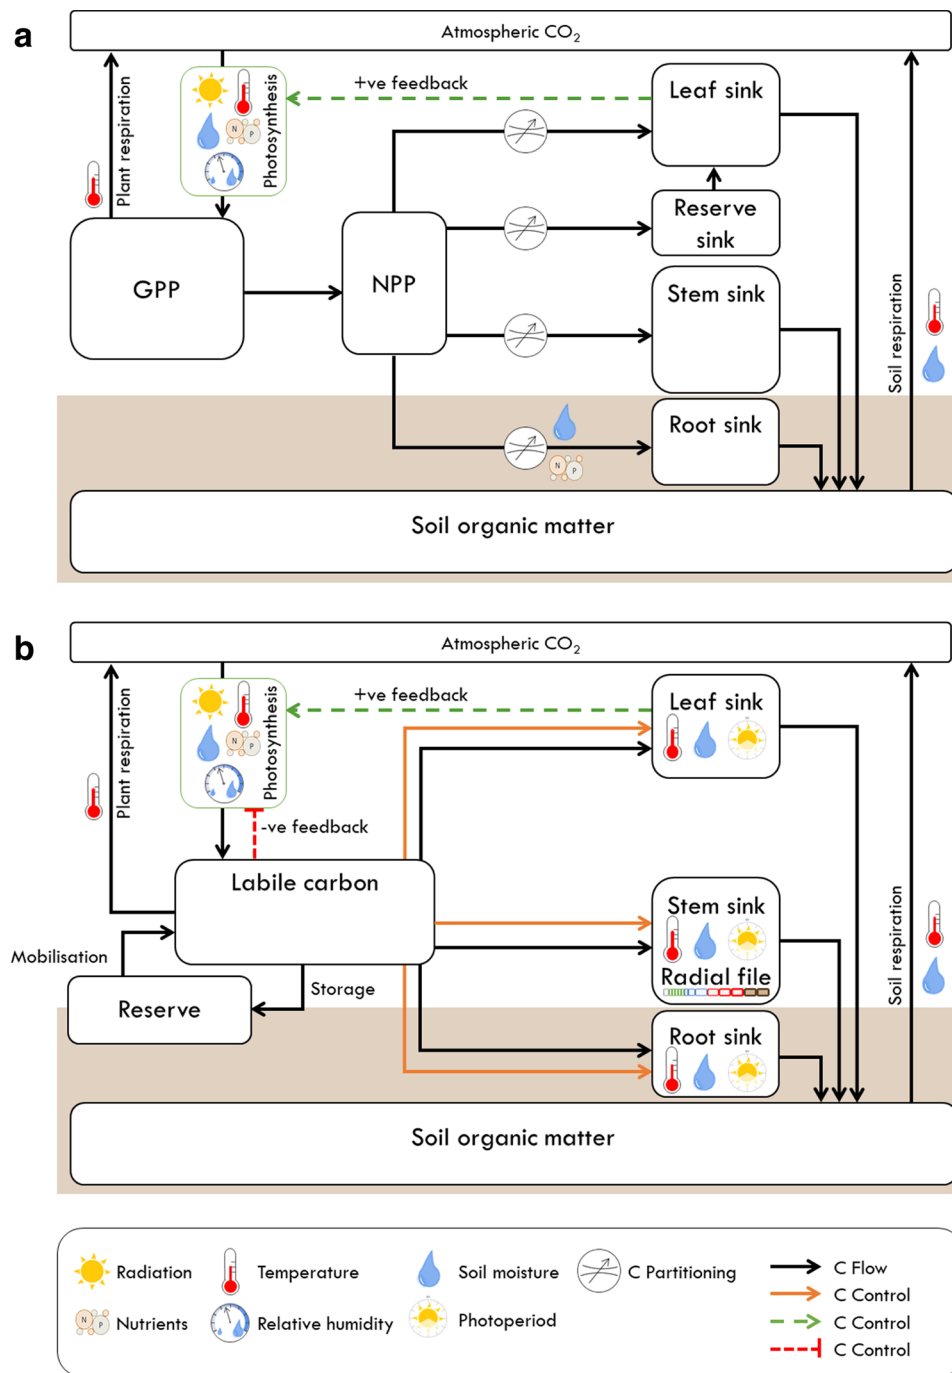 a
Atmospheric CO₂
Plant respiration
Photosynthesis
N P
+ve feedback
Leaf sink
Reserve
sink
GPP
NPP
Stem sink
Soil respiration
Root sink
N P
Soil organic matter
b
Atmospheric CO₂
Plant respiration
Photosynthesis
N P
+ve feedback
Leaf sink
-ve feedback
Labile carbon
Stem sink
Radial file
Mobilisation
Reserve
Storage
Soil respiration
Root sink
Soil organic matter
Radiation
Temperature
Soil moisture
C Partitioning
C Flow
C Control
N P
Nutrients
Relative humidity
Photoperiod
C Control
C Control